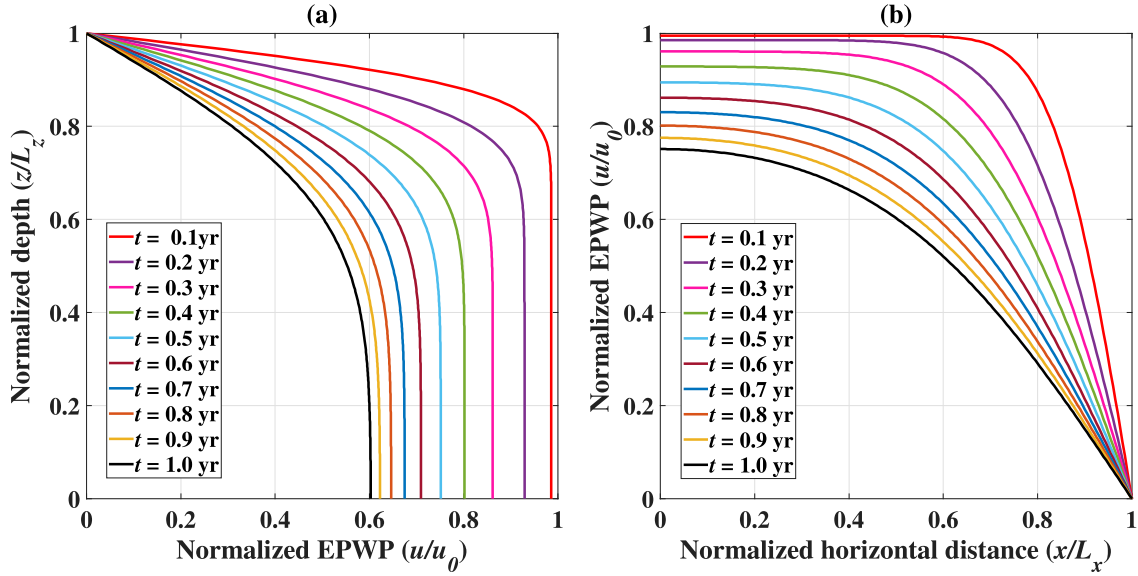 (a)
1
0.8
0.6
0.4
0.2
0
Normalized depth (z/L_z)
t = 0.1yr
t = 0.2 yr
t = 0.3 yr
t = 0.4 yr
t = 0.5 yr
t = 0.6 yr
t = 0.7 yr
t = 0.8 yr
t = 0.9 yr
t = 1.0 yr
0 0.2 0.4 0.6 0.8 1
Normalized EPWP (u/u_0)
(b)
1
0.8
0.6
0.4
0.2
0
Normalized EPWP (u/u_0)
t = 0.1 yr
t = 0.2 yr
t = 0.3 yr
t = 0.4 yr
t = 0.5 yr
t = 0.6 yr
t = 0.7 yr
t = 0.8 yr
t = 0.9 yr
t = 1.0 yr
0 0.2 0.4 0.6 0.8 1
Normalized horizontal distance (x/L_x)